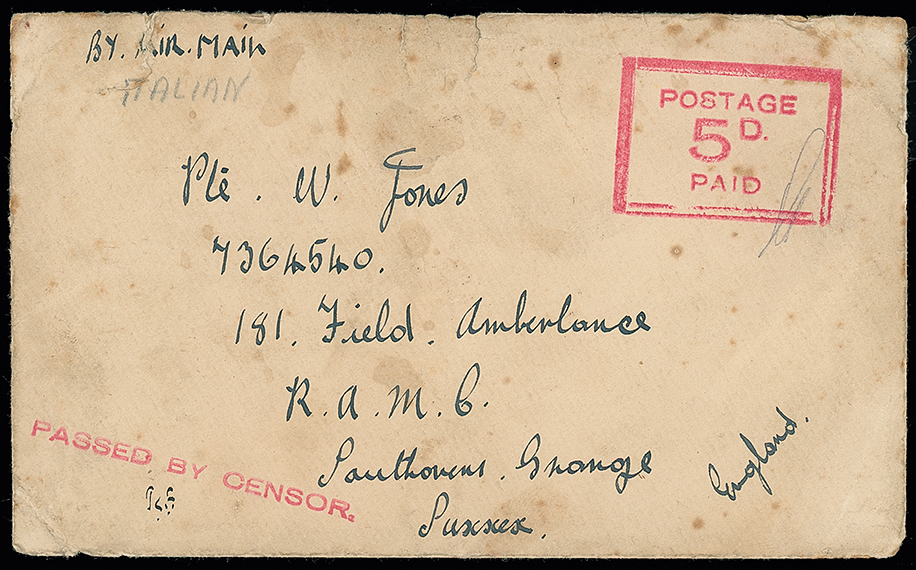 BY. AIR. MAIL
ITALIAN
POSTAGE
5D.
PAID
Pte. W. Jones
7364540.
181. Field. Amberlance
R.A.M.C.
Southovers. Grange
Sussex.
England.
PASSED BY CENSOR.